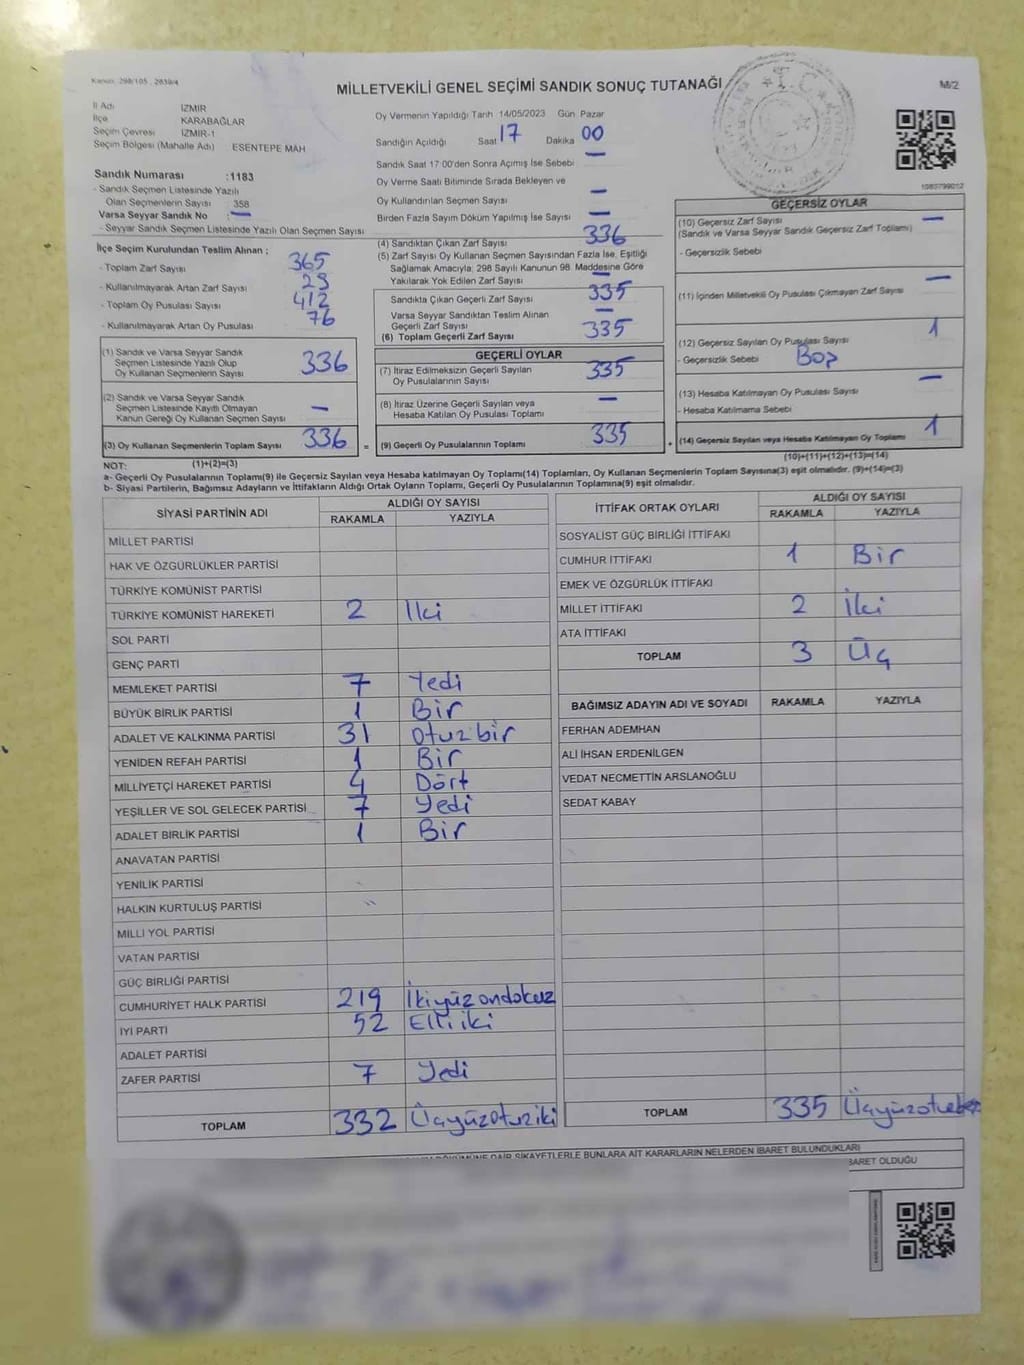 Kanun: 298/105, 2839/4
MİLLETVEKİLİ GENEL SEÇİMİ SANDIK SONUÇ TUTANAĞI
M/2
İl Adı İZMİR
İlçe KARABAĞLAR
Seçim Çevresi İZMİR-1
Seçim Bölgesi (Mahalle Adı) ESENTEPE MAH
Sandık Numarası :1183
- Sandık Seçmen Listesinde Yazılı
Olan Seçmenlerin Sayısı 358
Varsa Seyyar Sandık No : —
- Seyyar Sandık Seçmen Listesinde Yazılı Olan Seçmen Sayısı
Oy Vermenin Yapıldığı Tarih 14/05/2023 Gün Pazar
Sandığın Açıldığı Saat 17 Dakika 00
Sandık Saat 17:00'den Sonra Açımış İse Sebebi —
Oy Verme Saati Bitiminde Sırada Bekleyen ve
Oy Kullandırılan Seçmen Sayısı —
Birden Fazla Sayım Döküm Yapılmış İse Sayısı —
T.C.
1083799012
İlçe Seçim Kurulundan Teslim Alınan ;
- Toplam Zarf Sayısı 365
- Kullanılmayarak Artan Zarf Sayısı 29
- Toplam Oy Pusulası Sayısı 412
- Kullanılmayarak Artan Oy Pusulası 76
(1) Sandık ve Varsa Seyyar Sandık
Seçmen Listesinde Yazılı Olup
Oy Kullanan Seçmenlerin Sayısı 336
(2) Sandık ve Varsa Seyyar Sandık
Seçmen Listesinde Kayıtlı Olmayan
Kanun Gereği Oy Kullanan Seçmen Sayısı —
(3) Oy Kullanan Seçmenlerin Toplam Sayısı 336 =
(1)+(2)=(3)
(4) Sandıktan Çıkan Zarf Sayısı 336
(5) Zarf Sayısı Oy Kullanan Seçmen Sayısından Fazla İse, Eşitliği
Sağlamak Amacıyla; 298 Sayılı Kanunun 98. Maddesine Göre
Yakılarak Yok Edilen Zarf Sayısı —
Sandıkta Çıkan Geçerli Zarf Sayısı 335
Varsa Seyyar Sandıktan Teslim Alınan
Geçerli Zarf Sayısı —
(6) Toplam Geçerli Zarf Sayısı 335
GEÇERLİ OYLAR
(7) İtiraz Edilmeksizin Geçerli Sayılan
Oy Pusulalarının Sayısı 335
(8) İtiraz Üzerine Geçerli Sayılan veya
Hesaba Katılan Oy Pusulası Toplamı —
(9) Geçerli Oy Pusulalarının Toplamı 335 +
GEÇERSİZ OYLAR
(10) Geçersiz Zarf Sayısı —
(Sandık ve Varsa Seyyar Sandık Geçersiz Zarf Toplamı)
- Geçersizlik Sebebi
(11) İçinden Milletvekili Oy Pusulası Çıkmayan Zarf Sayısı —
(12) Geçersiz Sayılan Oy Pusulası Sayısı 1
- Geçersizlik Sebebi Boş
(13) Hesaba Katılmayan Oy Pusulası Sayısı —
- Hesaba Katılmama Sebebi
(14) Geçersiz Sayılan veya Hesaba Katılmayan Oy Toplamı 1
(10)+(11)+(12)+(13)=(14)
NOT:
a- Geçerli Oy Pusulalarının Toplamı(9) ile Geçersiz Sayılan veya Hesaba katılmayan Oy Toplamı(14) Toplamları, Oy Kullanan Seçmenlerin Toplam Sayısına(3) eşit olmalıdır. (9)+(14)=(3)
b- Siyasi Partilerin, Bağımsız Adayların ve İttifakların Aldığı Ortak Oyların Toplamı, Geçerli Oy Pusulalarının Toplamına(9) eşit olmalıdır.
SİYASİ PARTİNİN ADI ALDIĞI OY SAYISI
RAKAMLA YAZIYLA
MİLLET PARTİSİ
HAK VE ÖZGÜRLÜKLER PARTİSİ
TÜRKİYE KOMÜNİST PARTİSİ
TÜRKİYE KOMÜNİST HAREKETİ 2 İki
SOL PARTİ
GENÇ PARTİ
MEMLEKET PARTİSİ 7 Yedi
BÜYÜK BİRLİK PARTİSİ 1 Bir
ADALET VE KALKINMA PARTİSİ 31 otuzbir
YENİDEN REFAH PARTİSİ 1 Bir
MİLLİYETÇİ HAREKET PARTİSİ 4 Dört
YEŞİLLER VE SOL GELECEK PARTİSİ 7 Yedi
ADALET BİRLİK PARTİSİ 1 Bir
ANAVATAN PARTİSİ
YENİLİK PARTİSİ
HALKIN KURTULUŞ PARTİSİ
MİLLİ YOL PARTİSİ
VATAN PARTİSİ
GÜÇ BİRLİĞİ PARTİSİ
CUMHURİYET HALK PARTİSİ 219 ikiyüzondokuz
İYİ PARTİ 52 Elliiki
ADALET PARTİSİ
ZAFER PARTİSİ 7 Yedi
TOPLAM 332 Üçyüzotuziki
İTTİFAK ORTAK OYLARI ALDIĞI OY SAYISI
RAKAMLA YAZIYLA
SOSYALİST GÜÇ BİRLİĞİ İTTİFAKI
CUMHUR İTTİFAKI 1 Bir
EMEK VE ÖZGÜRLÜK İTTİFAKI
MİLLET İTTİFAKI 2 iki
ATA İTTİFAKI
TOPLAM 3 Üç
BAĞIMSIZ ADAYIN ADI VE SOYADI RAKAMLA YAZIYLA
FERHAN ADEMHAN
ALİ İHSAN ERDENİLGEN
VEDAT NECMETTİN ARSLANOĞLU
SEDAT KABAY
TOPLAM 335
DÖKÜMÜNE DAİR ŞİKAYETLERLE BUNLARA AİT KARARLARIN NELERDEN İBARET BULUNDUKLARI
BARET OLDUĞU